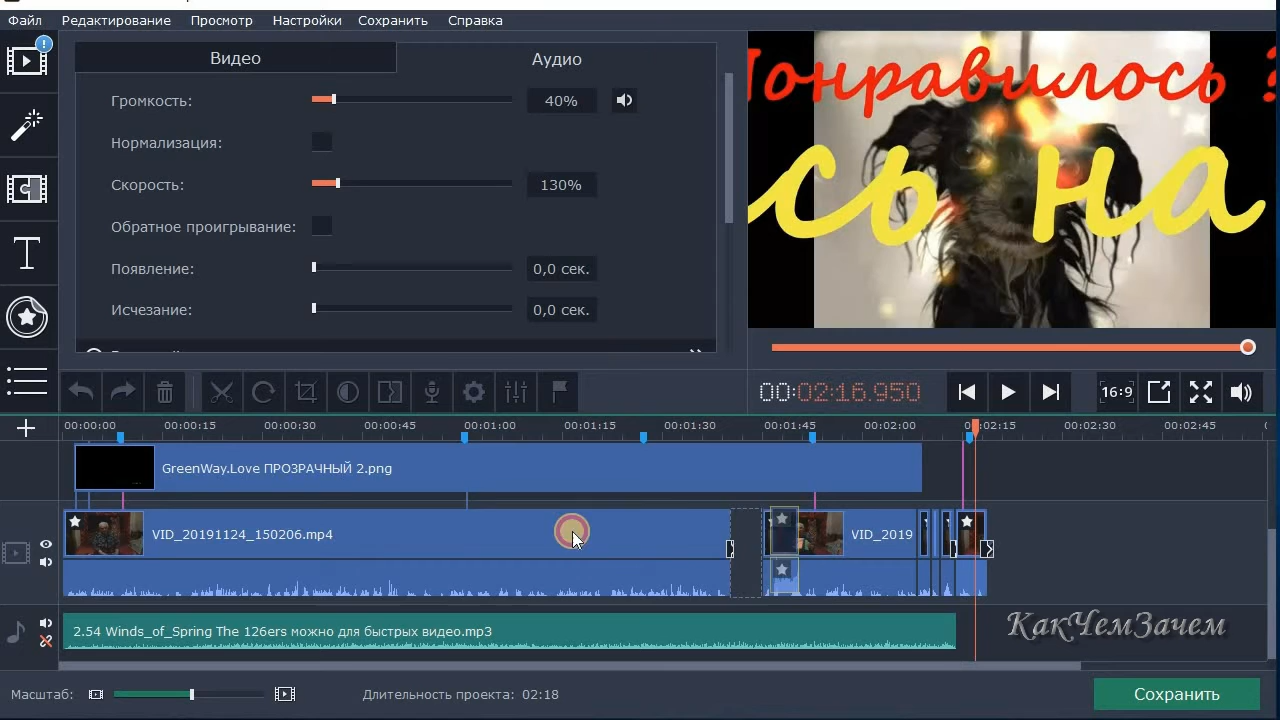 Файл Редактирование Просмотр Настройки Сохранить Справка
Видео Аудио
Громкость: 40%
Нормализация:
Скорость: 130%
Обратное проигрывание:
Появление: 0,0 сек.
Исчезание: 0,0 сек.
онравилось ?
сь на
T
00:02:16.950 16:9
00:00:00 00:00:15 00:00:30 00:00:45 00:01:00 00:01:15 00:01:30 00:01:45 00:02:00 00:02:15 00:02:30 00:02:45
GreenWay.Love ПРОЗРАЧНЫЙ 2.png
VID_20191124_150206.mp4 VID_2019
2.54 Winds_of_Spring The 126ers можно для быстрых видео.mp3
КакЧемЗачем
Масштаб: Длительность проекта: 02:18 Сохранить